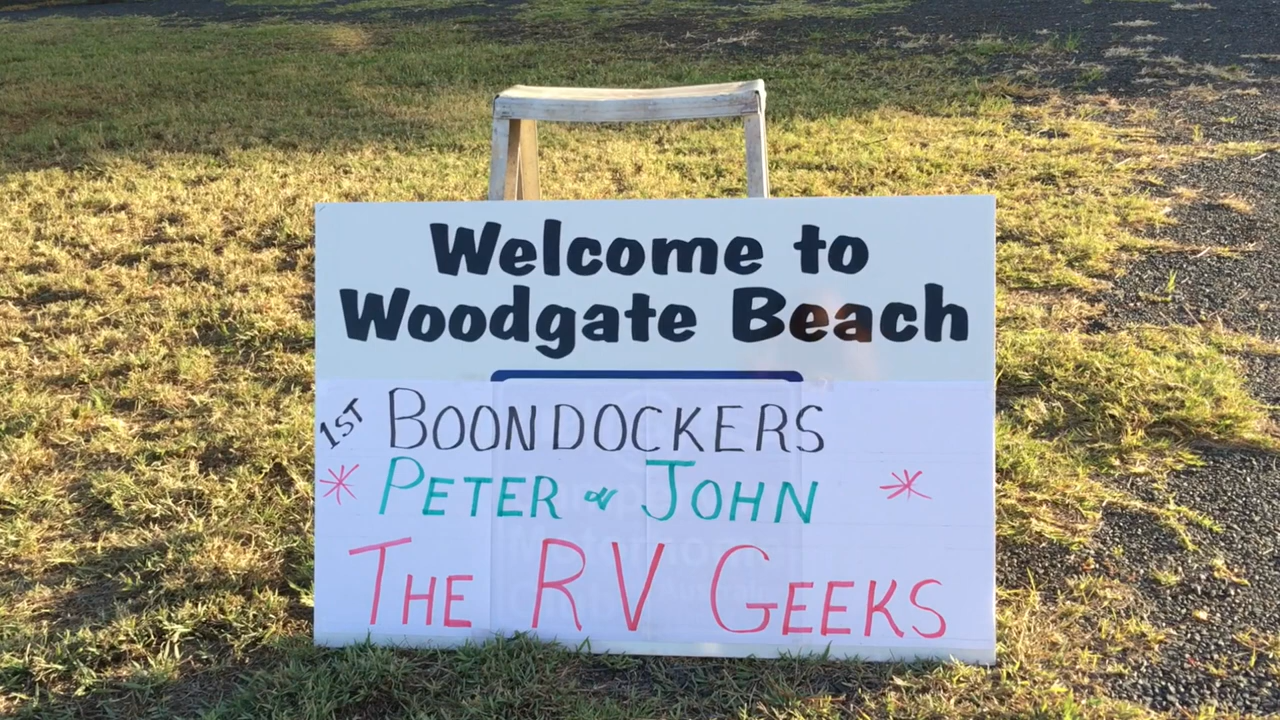 Welcome to
Woodgate Beach
1ST BOONDOCKERS
* PETER & JOHN *
THE RV GEEKS